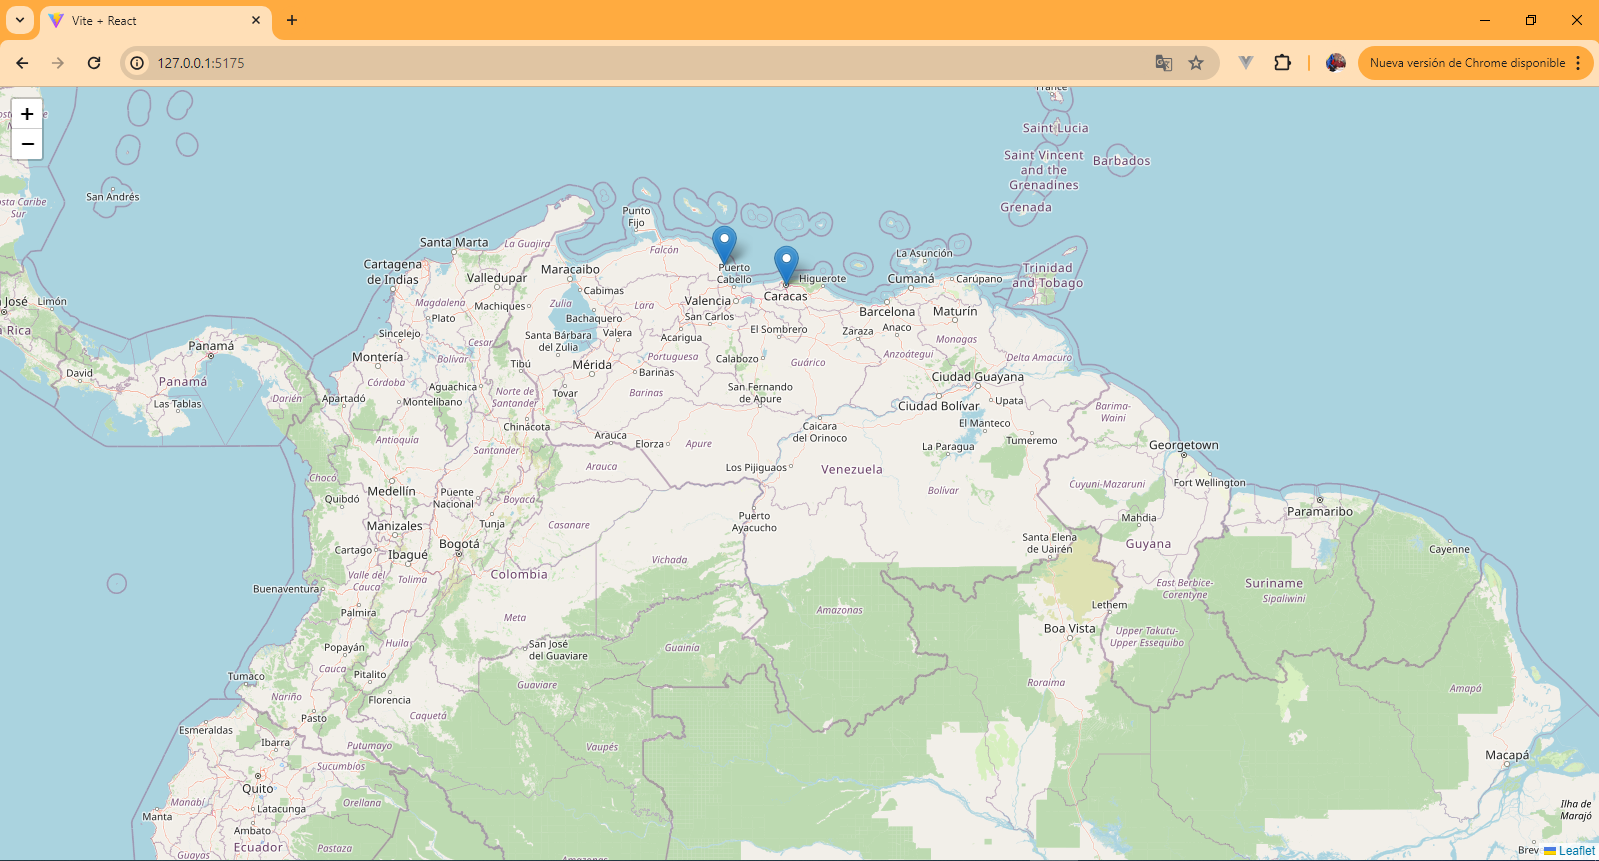 Vite + React
127.0.0.1:5175
Nueva versión de Chrome disponible
+
−
France
Saint Lucia
Saint Vincent
and the
Grenadines
Barbados
Grenada
San Andrés
Costa Caribe
Sur
Punto
Fijo
Santa Marta
La Guajira
Falcón
Cartagena
de Indias
Valledupar
Maracaibo
Puerto
Cabello
Higuerote
La Asunción
Cumaná
Carúpano
Trinidad
and Tobago
San José
Limón
Rica
Magdalena
Machiques
Cabimas
Zulia
Lara
Valencia
Caracas
Barcelona
Maturín
Plato
Bachaquero
San Carlos
Sincelejo
Cesar
Santa Bárbara
del Zulia
Valera
Acarigua
El Sombrero
Zaraza
Anaco
Monagas
Panamá
Montería
Bolívar
Tibú
Mérida
Portuguesa
Calabozo
Guárico
Anzoátegui
Delta Amacuro
David
Panamá
Córdoba
Aguachica
Barinas
Ciudad Guayana
Las Tablas
Darién
Apartadó
Montelíbano
Norte de
Santander
Tovar
Barinas
San Fernando
de Apure
Ciudad Bolívar
Upata
Barima-
Waini
Chinácota
Caicara
del Orinoco
El Manteco
Antioquia
Santander
Arauca
Elorza
Apure
La Paragua
Tumeremo
Georgetown
Chocó
Arauca
Los Pijiguaos
Venezuela
Cuyuni-Mazaruni
Fort Wellington
Quibdó
Medellín
Puente
Nacional
Boyacá
Bolívar
Paramaribo
Manizales
Tunja
Casanare
Puerto
Ayacucho
Mahdia
Cartago
Ibagué
Bogotá
Vichada
Santa Elena
de Uairén
Guyana
Cayenne
Valle del
Cauca
Tolima
Colombia
East Berbice-
Corentyne
Suriname
Sipaliwini
Buenaventura
Palmira
Meta
Amazonas
Lethem
Boa Vista
Upper Takutu-
Upper Essequibo
Huila
San José
del Guaviare
Guainía
Popayán
Cauca
Pitalito
Tumaco
Nariño
Florencia
Guaviare
Roraima
Amapá
Caquetá
Pasto
Esmeraldas
Ibarra
Putumayo
Vaupés
Macapá
Sucumbíos
Quito
Manabí
Latacunga
Orellana
Manta
Ambato
Ilha de
Marajó
Guayas
Ecuador
Pastaza
Amazonas
Brev
Leaflet